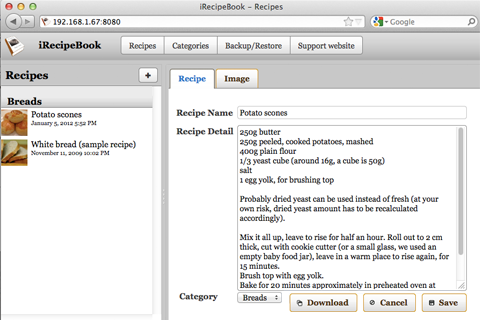 iRecipeBook – Recipes
192.168.1.67:8080
Google
iRecipeBook
Recipes
Categories
Backup/Restore
Support website
Recipes
+
Breads
Potato scones
January 5, 2012 5:52 PM
White bread (sample recipe)
November 11, 2009 10:02 PM
Recipe
Image
Recipe Name
Potato scones
Recipe Detail
250g butter
250g peeled, cooked potatoes, mashed
400g plain flour
1/3 yeast cube (around 16g, a cube is 50g)
salt
1 egg yolk, for brushing top
Probably dried yeast can be used instead of fresh (at your
own risk, dried yeast amount has to be recalculated
accordingly).
Mix it all up, leave to rise for half an hour. Roll out to 2 cm
thick, cut with cookie cutter (or a small glass, we used an
empty baby food jar), leave in a warm place to rise again, for
15 minutes.
Brush top with egg yolk.
Bake for 20 minutes approximately in preheated oven at
Category
Breads
Download
Cancel
Save